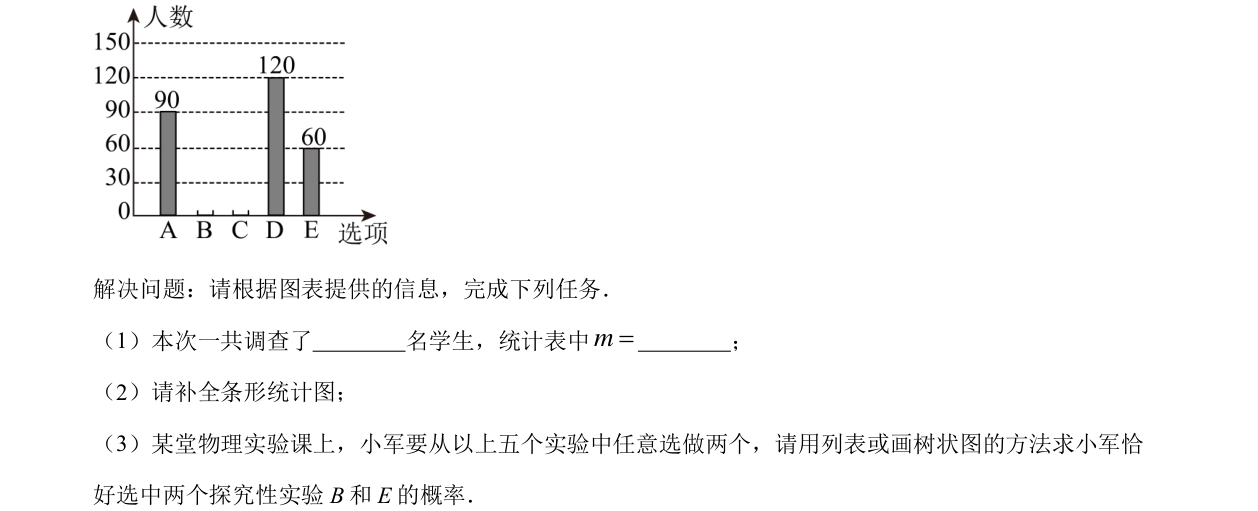 人数
150
120
120
90
90
60
60
30
0
A B C D E 选项
解决问题：请根据图表提供的信息，完成下列任务．
（1）本次一共调查了________名学生，统计表中 m = ________；
（2）请补全条形统计图；
（3）某堂物理实验课上，小军要从以上五个实验中任意选做两个，请用列表或画树状图的方法求小军恰
好选中两个探究性实验 B 和 E 的概率．